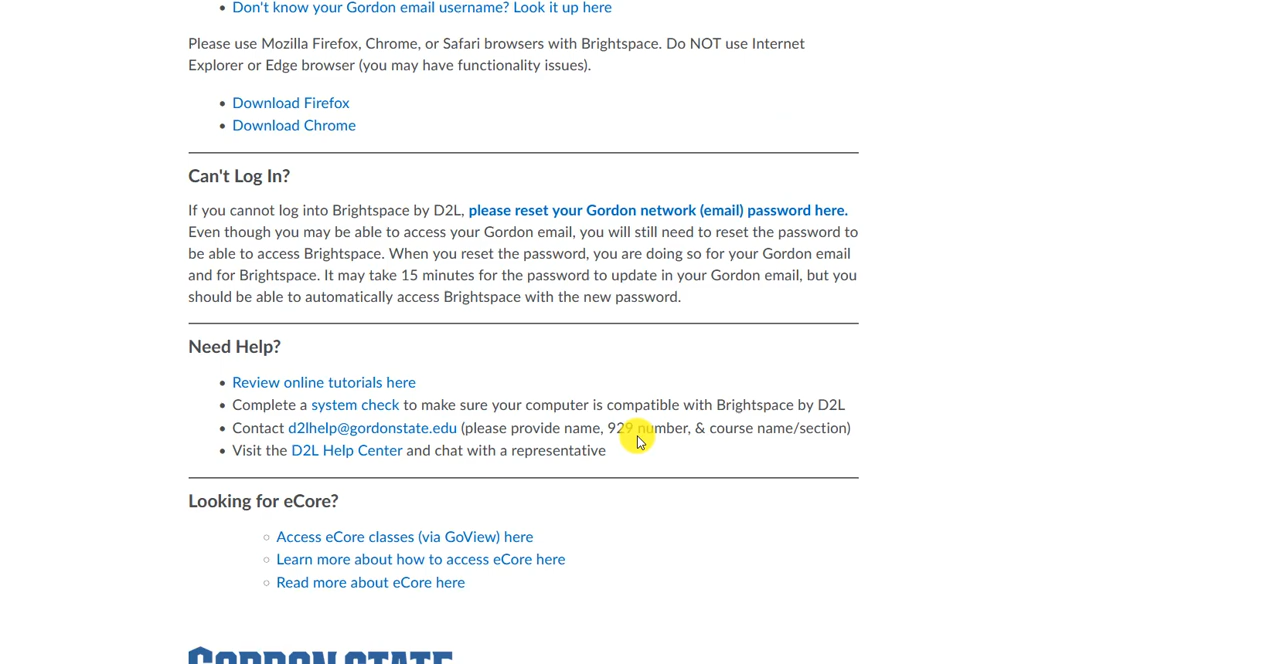 Don't know your Gordon email username? Look it up here
Please use Mozilla Firefox, Chrome, or Safari browsers with Brightspace. Do NOT use Internet
Explorer or Edge browser (you may have functionality issues).
Download Firefox
Download Chrome
Can't Log In?
If you cannot log into Brightspace by D2L, please reset your Gordon network (email) password here.
Even though you may be able to access your Gordon email, you will still need to reset the password to
be able to access Brightspace. When you reset the password, you are doing so for your Gordon email
and for Brightspace. It may take 15 minutes for the password to update in your Gordon email, but you
should be able to automatically access Brightspace with the new password.
Need Help?
Review online tutorials here
Complete a system check to make sure your computer is compatible with Brightspace by D2L
Contact d2lhelp@gordonstate.edu (please provide name, 929 number, & course name/section)
Visit the D2L Help Center and chat with a representative
Looking for eCore?
Access eCore classes (via GoView) here
Learn more about how to access eCore here
Read more about eCore here
GORDON STATE